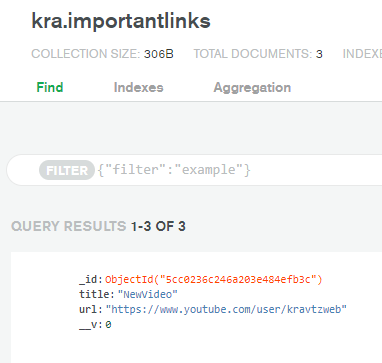 kra.importantlinks
COLLECTION SIZE: 306B TOTAL DOCUMENTS: 3 INDEX
Find Indexes Aggregation
FILTER {"filter":"example"}
QUERY RESULTS 1-3 OF 3
_id: ObjectId("5cc0236c246a203e484efb3c")
title: "NewVideo"
url: "https://www.youtube.com/user/kravtzweb"
__v: 0